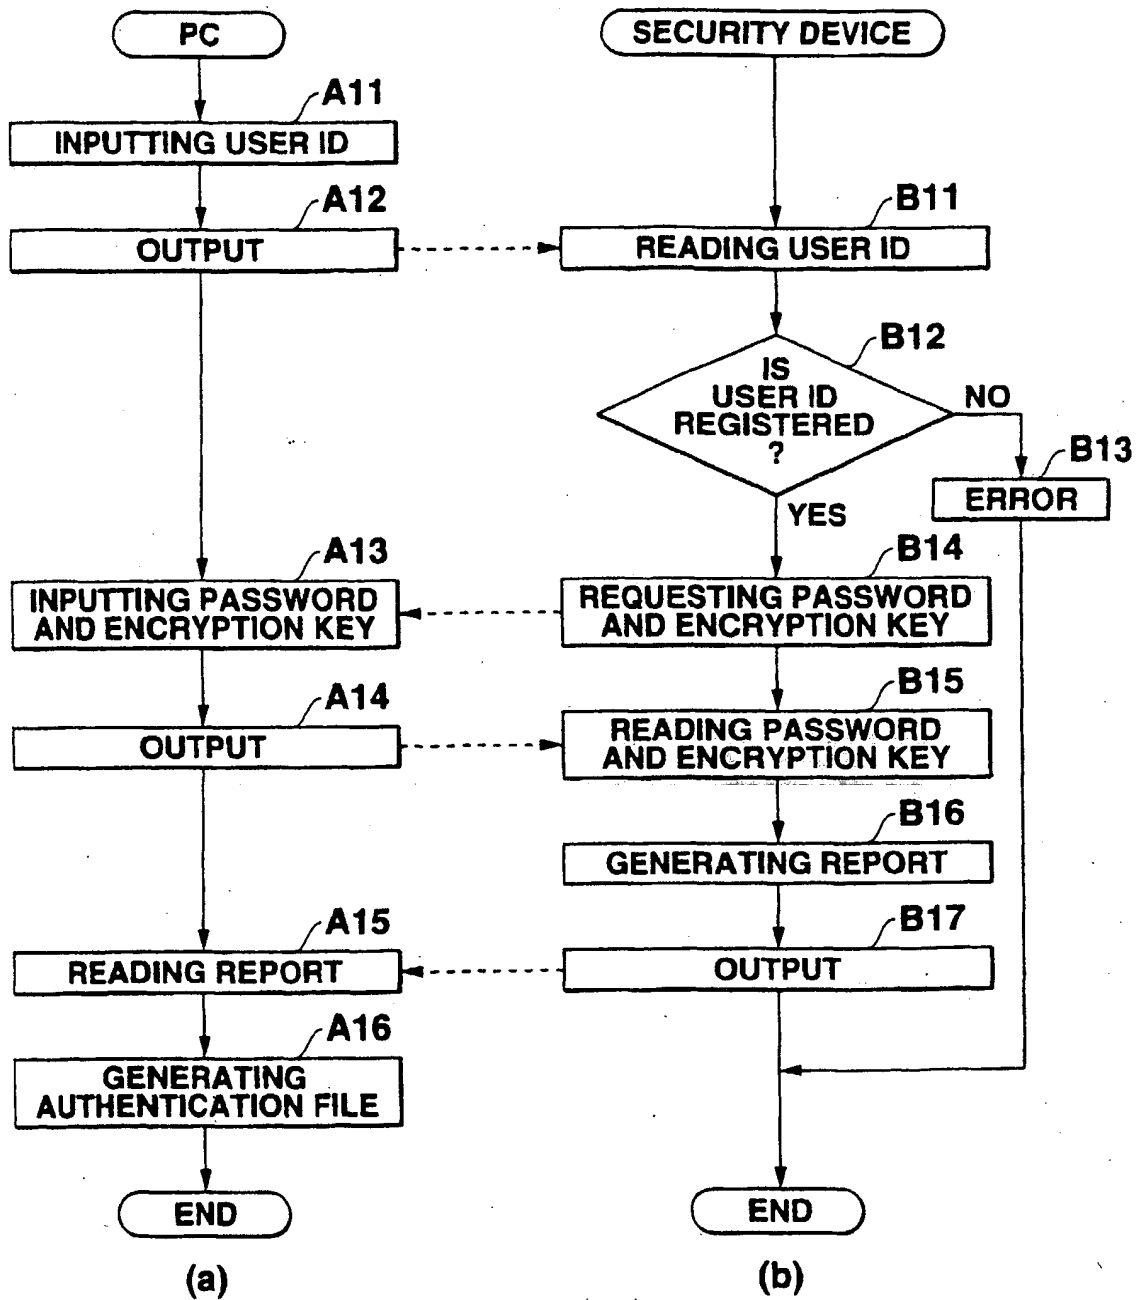 PC
SECURITY DEVICE
A11
INPUTTING USER ID
A12
OUTPUT
B11
READING USER ID
B12
IS
USER ID
REGISTERED
?
NO
B13
ERROR
YES
A13
INPUTTING PASSWORD
AND ENCRYPTION KEY
B14
REQUESTING PASSWORD
AND ENCRYPTION KEY
A14
OUTPUT
B15
READING PASSWORD
AND ENCRYPTION KEY
B16
GENERATING REPORT
A15
READING REPORT
B17
OUTPUT
A16
GENERATING
AUTHENTICATION FILE
END
END
(a)
(b)